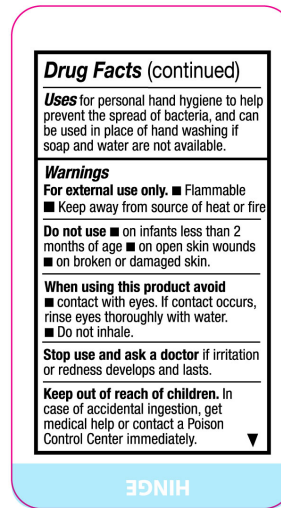 Drug Facts (continued)
Uses for personal hand hygiene to help
prevent the spread of bacteria, and can
be used in place of hand washing if
soap and water are not available.
Warnings
For external use only. ■ Flammable
■ Keep away from source of heat or fire
Do not use ■ on infants less than 2
months of age ■ on open skin wounds
■ on broken or damaged skin.
When using this product avoid
■ contact with eyes. If contact occurs,
rinse eyes thoroughly with water.
■ Do not inhale.
Stop use and ask a doctor if irritation
or redness develops and lasts.
Keep out of reach of children. In
case of accidental ingestion, get
medical help or contact a Poison
Control Center immediately. ▼
HINGE